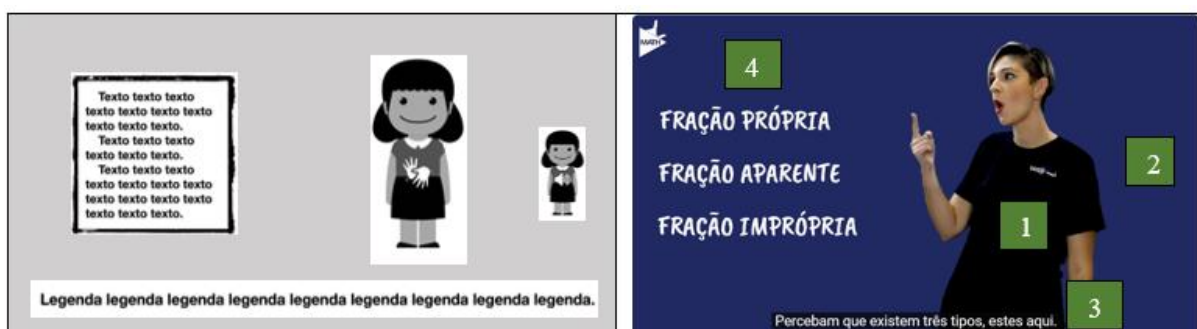 Texto texto texto
texto texto texto texto
texto texto texto.
Texto texto texto
texto texto texto.
Texto texto texto
texto texto texto texto
texto texto texto texto
texto texto texto.
Legenda legenda legenda legenda legenda legenda legenda legenda legenda.
MATH
4
FRAÇÃO PRÓPRIA
FRAÇÃO APARENTE
FRAÇÃO IMPRÓPRIA
2
1
3
Percebam que existem três tipos, estes aqui.